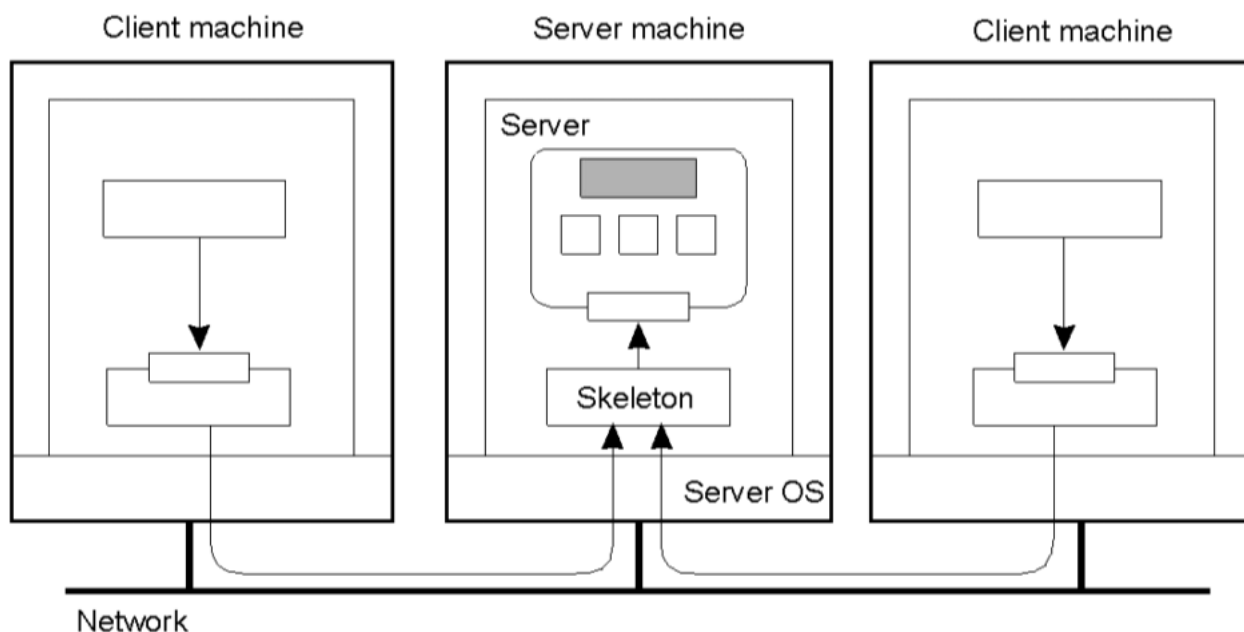 Client machine
Server machine
Client machine
Server
Skeleton
Server OS
Network